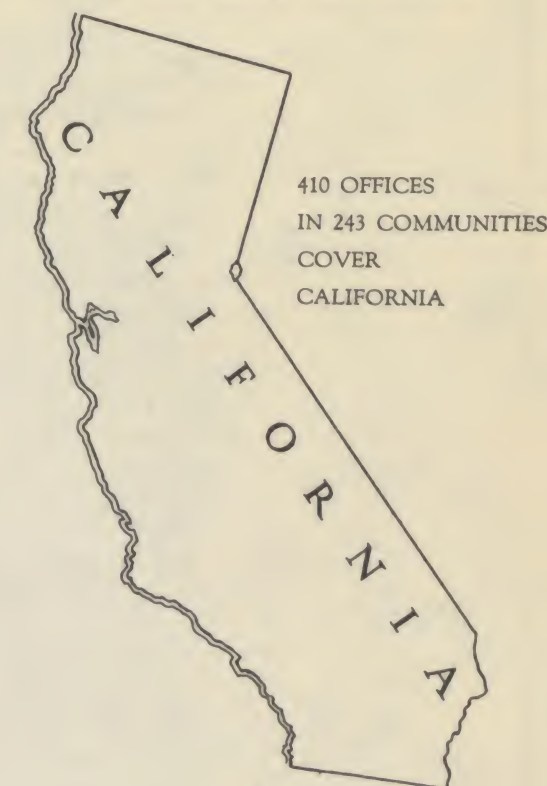 410 OFFICES
IN 243 COMMUNITIES
COVER
CALIFORNIA
CALIFORNIA